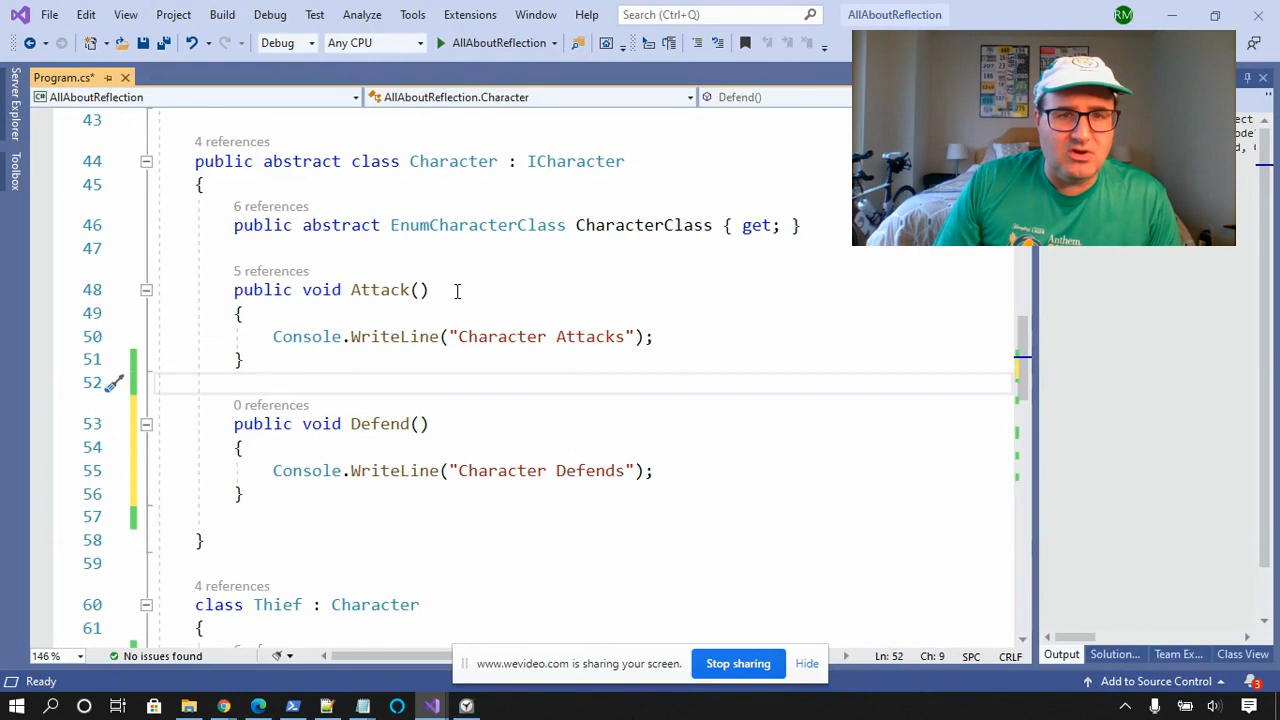 File Edit View Project Build Debug Test Analyze Tools Extensions Window Help Search (Ctrl+Q) AllAboutReflection RM
Debug Any CPU AllAboutReflection
Server Explorer
Toolbox
Program.cs*
AllAboutReflection AllAboutReflection.Character Defend()
43
4 references
44 public abstract class Character : ICharacter
45 {
6 references
46 public abstract EnumCharacterClass CharacterClass { get; }
47
5 references
48 public void Attack()
49 {
50 Console.WriteLine("Character Attacks");
51 }
52
0 references
53 public void Defend()
54 {
55 Console.WriteLine("Character Defends");
56 }
57
58 }
59
4 references
60 class Thief : Character
61 {
146 % No issues found Ln: 52 Ch: 9 SPC CRLF
Output Solution... Team Ex... Class View
www.wevideo.com is sharing your screen. Stop sharing Hide
Ready Add to Source Control 3